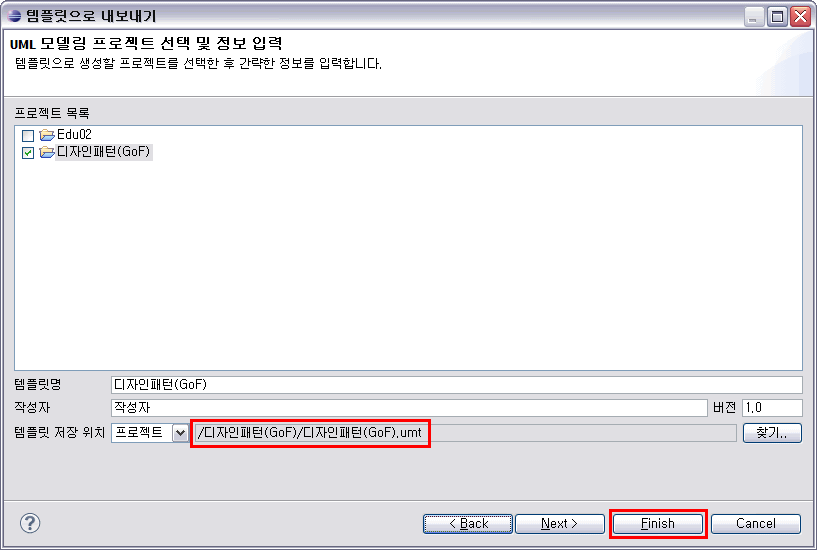 템플릿으로 내보내기
UML 모델링 프로젝트 선택 및 정보 입력
템플릿으로 생성할 프로젝트를 선택한 후 간략한 정보를 입력합니다.
프로젝트 목록
Edu02
디자인패턴(GoF)
템플릿명 디자인패턴(GoF)
작성자 작성자 버전 1.0
템플릿 저장 위치 프로젝트 /디자인패턴(GoF)/디자인패턴(GoF).umt 찾기..
? < Back Next > Finish Cancel